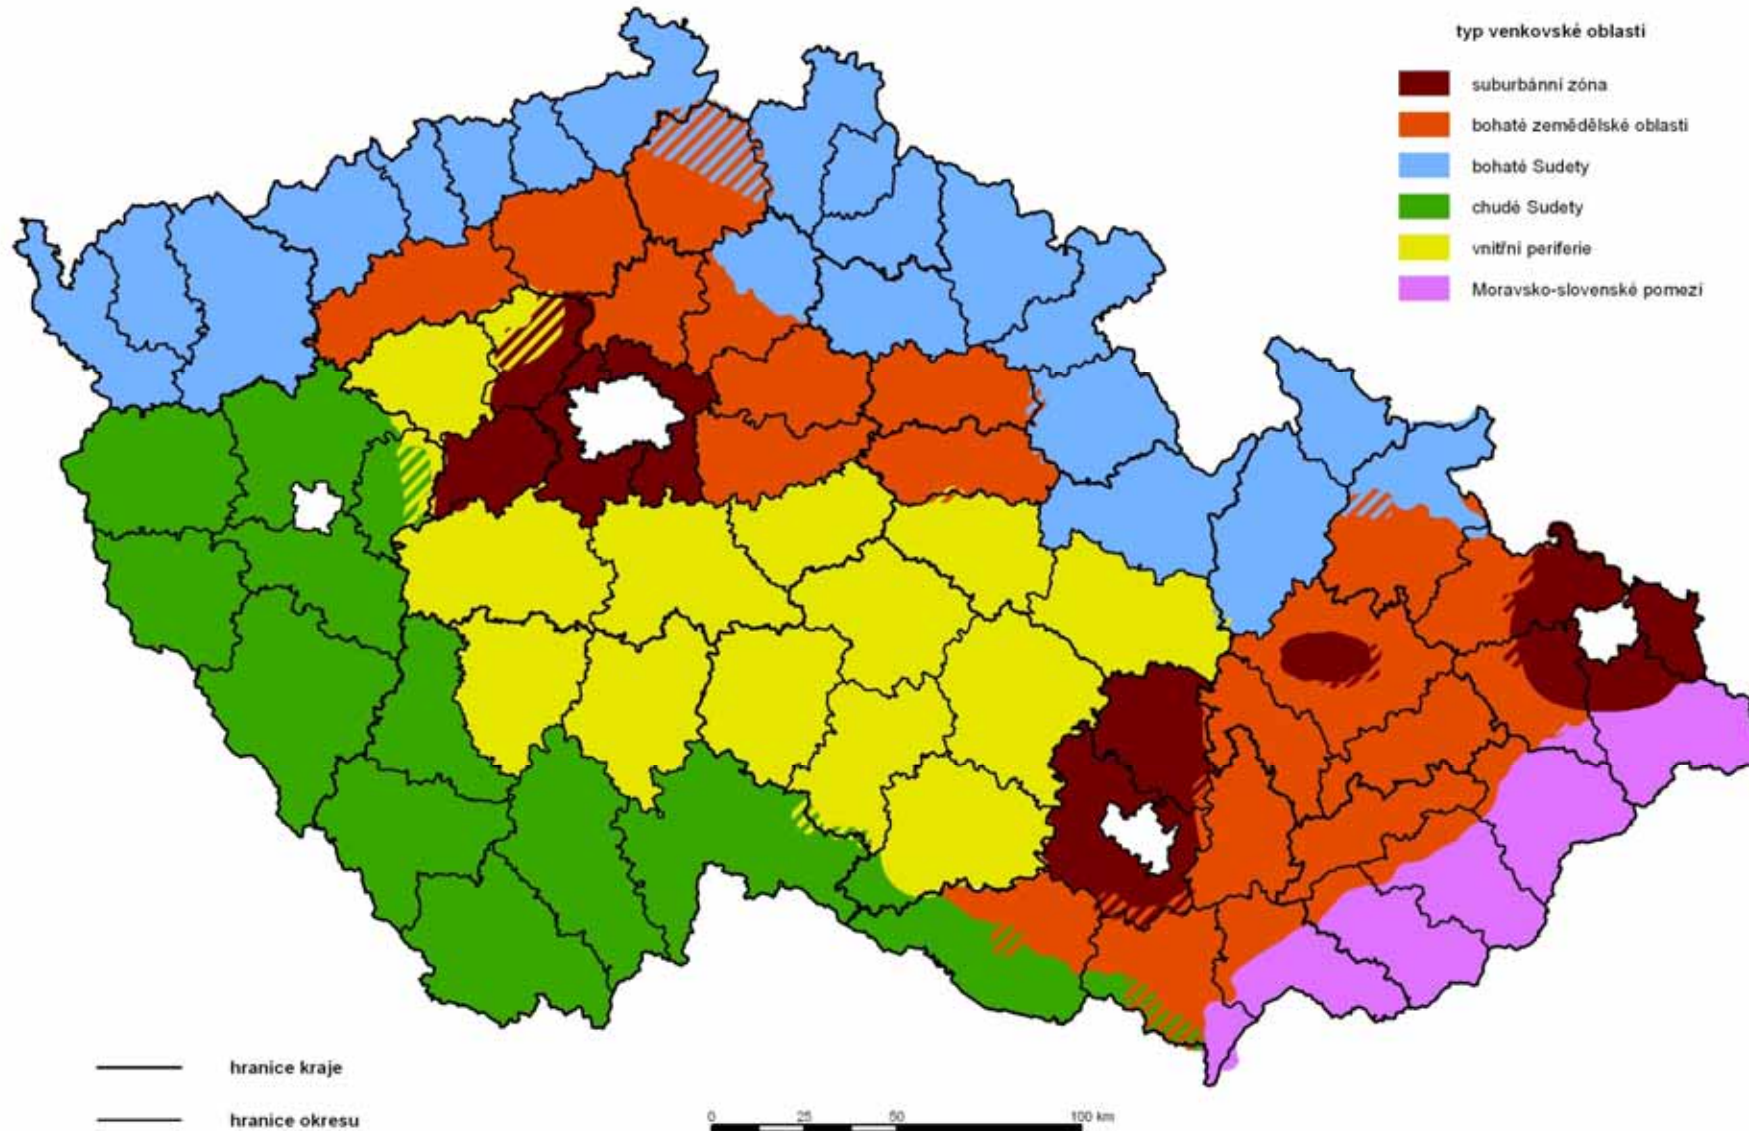 typ venkovské oblasti
suburbánní zóna
bohaté zemědělské oblasti
bohaté Sudety
chudé Sudety
vnitřní periferie
Moravsko-slovenské pomezí
hranice kraje
hranice okresu
0 25 50 100 km